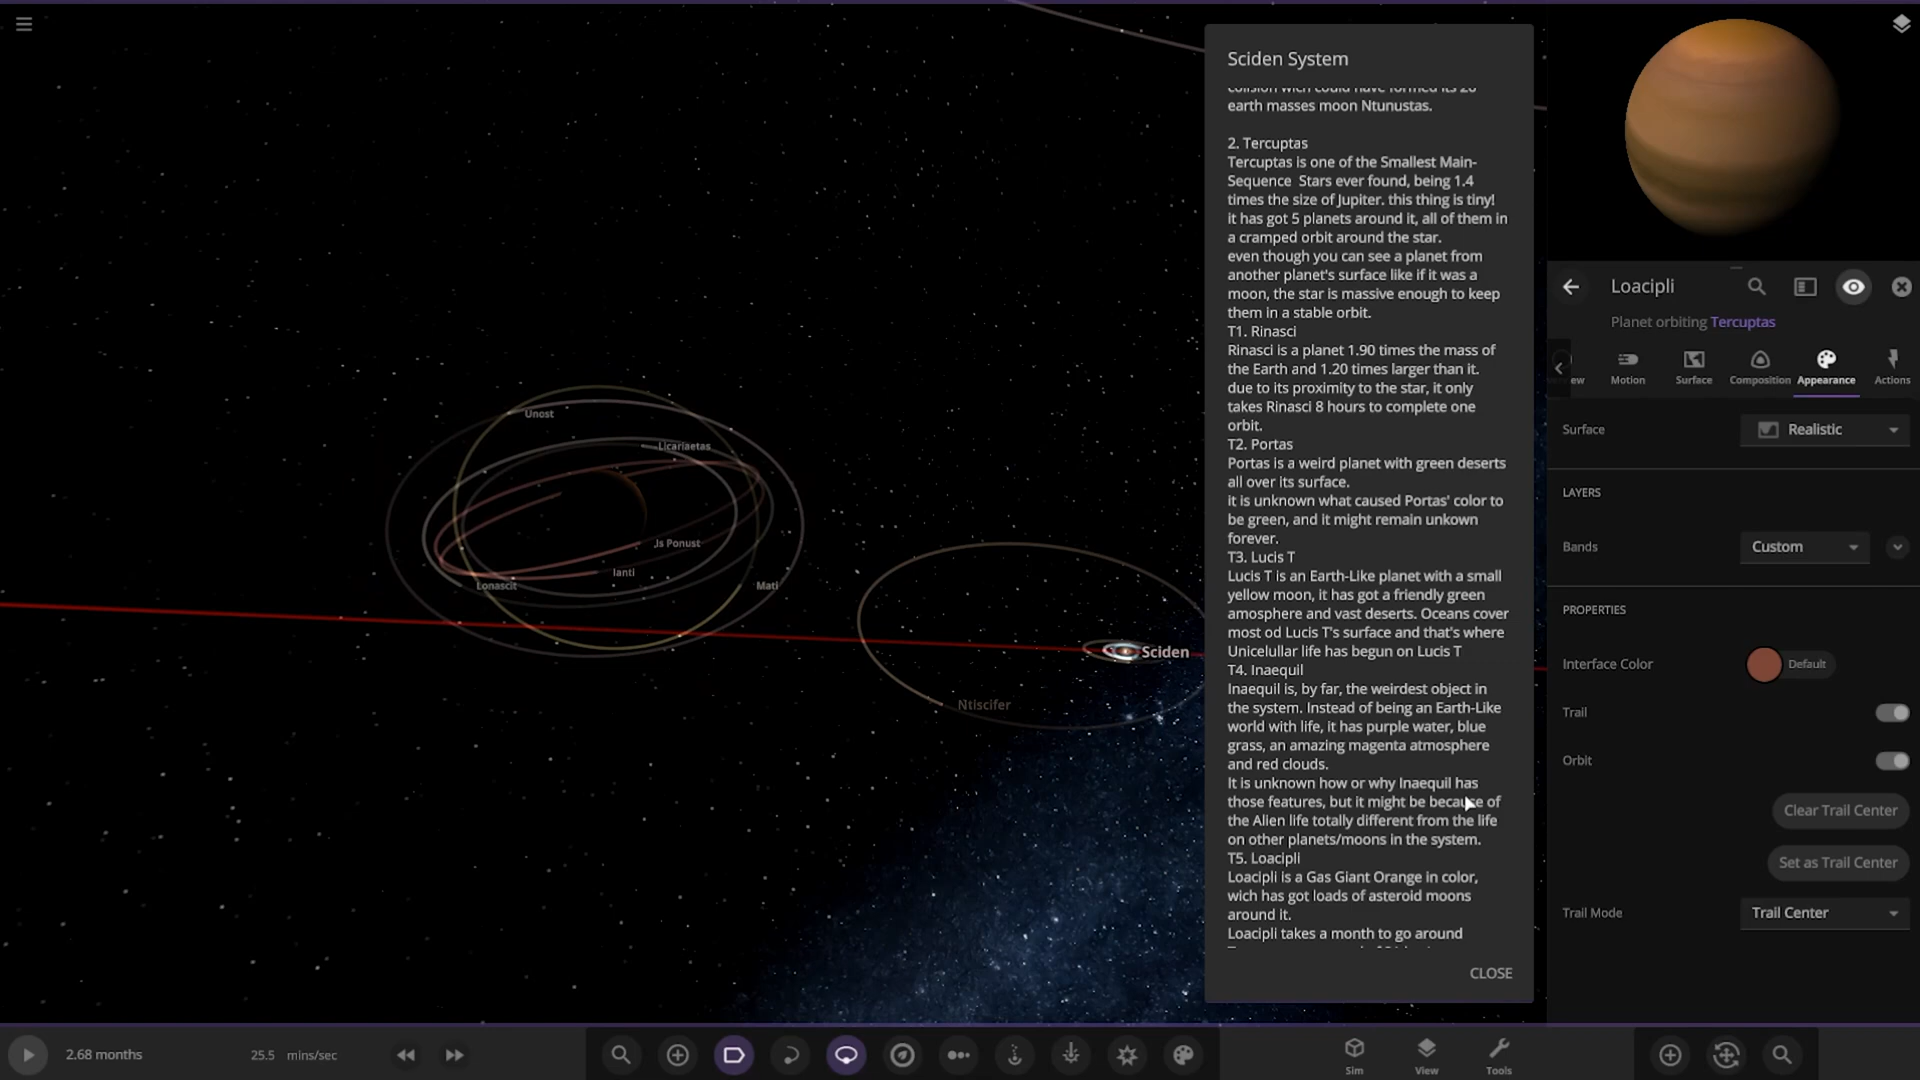 Sciden System
collision wich could have formed its 20
earth masses moon Ntunustas.
2. Tercuptas
Tercuptas is one of the Smallest Main-
Sequence  Stars ever found, being 1.4
times the size of Jupiter. this thing is tiny!
it has got 5 planets around it, all of them in
a cramped orbit around the star.
even though you can see a planet from
another planet's surface like if it was a
moon, the star is massive enough to keep
them in a stable orbit.
T1. Rinasci
Rinasci is a planet 1.90 times the mass of
the Earth and 1.20 times larger than it.
due to its proximity to the star, it only
takes Rinasci 8 hours to complete one
orbit.
T2. Portas
Portas is a weird planet with green deserts
all over its surface.
it is unknown what caused Portas' color to
be green, and it might remain unkown
forever.
T3. Lucis T
Lucis T is an Earth-Like planet with a small
yellow moon, it has got a friendly green
amosphere and vast deserts. Oceans cover
most od Lucis T's surface and that's where
Unicelullar life has begun on Lucis T
T4. Inaequil
Inaequil is, by far, the weirdest object in
the system. Instead of being an Earth-Like
world with life, it has purple water, blue
grass, an amazing magenta atmosphere
and red clouds.
It is unknown how or why Inaequil has
those features, but it might be because of
the Alien life totally different from the life
on other planets/moons in the system.
T5. Loacipli
Loacipli is a Gas Giant Orange in color,
wich has got loads of asteroid moons
around it.
Loacipli takes a month to go around
CLOSE
Unost
Licariaetas
Js Ponust
Ianti
Lonascit
Mati
Sciden
Ntiscifer
Loacipli
Planet orbiting Tercuptas
ew
Motion
Surface
Composition
Appearance
Actions
Surface
Realistic
LAYERS
Bands
Custom
PROPERTIES
Interface Color
Default
Trail
Orbit
Clear Trail Center
Set as Trail Center
Trail Mode
Trail Center
2.68 months
25.5 mins/sec
Sim
View
Tools